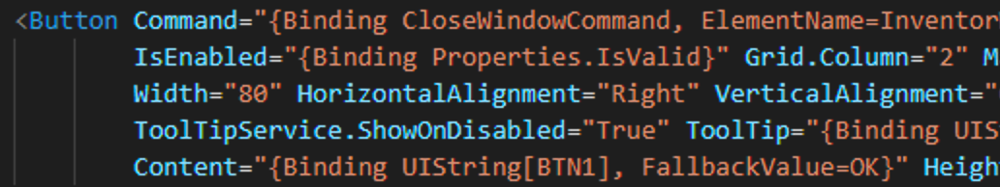 <Button Command="{Binding CloseWindowCommand, ElementName=Inventor
IsEnabled="{Binding Properties.IsValid}" Grid.Column="2" M
Width="80" HorizontalAlignment="Right" VerticalAlignment="
ToolTipService.ShowOnDisabled="True" ToolTip="{Binding UIS
Content="{Binding UIString[BTN1], FallbackValue=OK}" Heigh